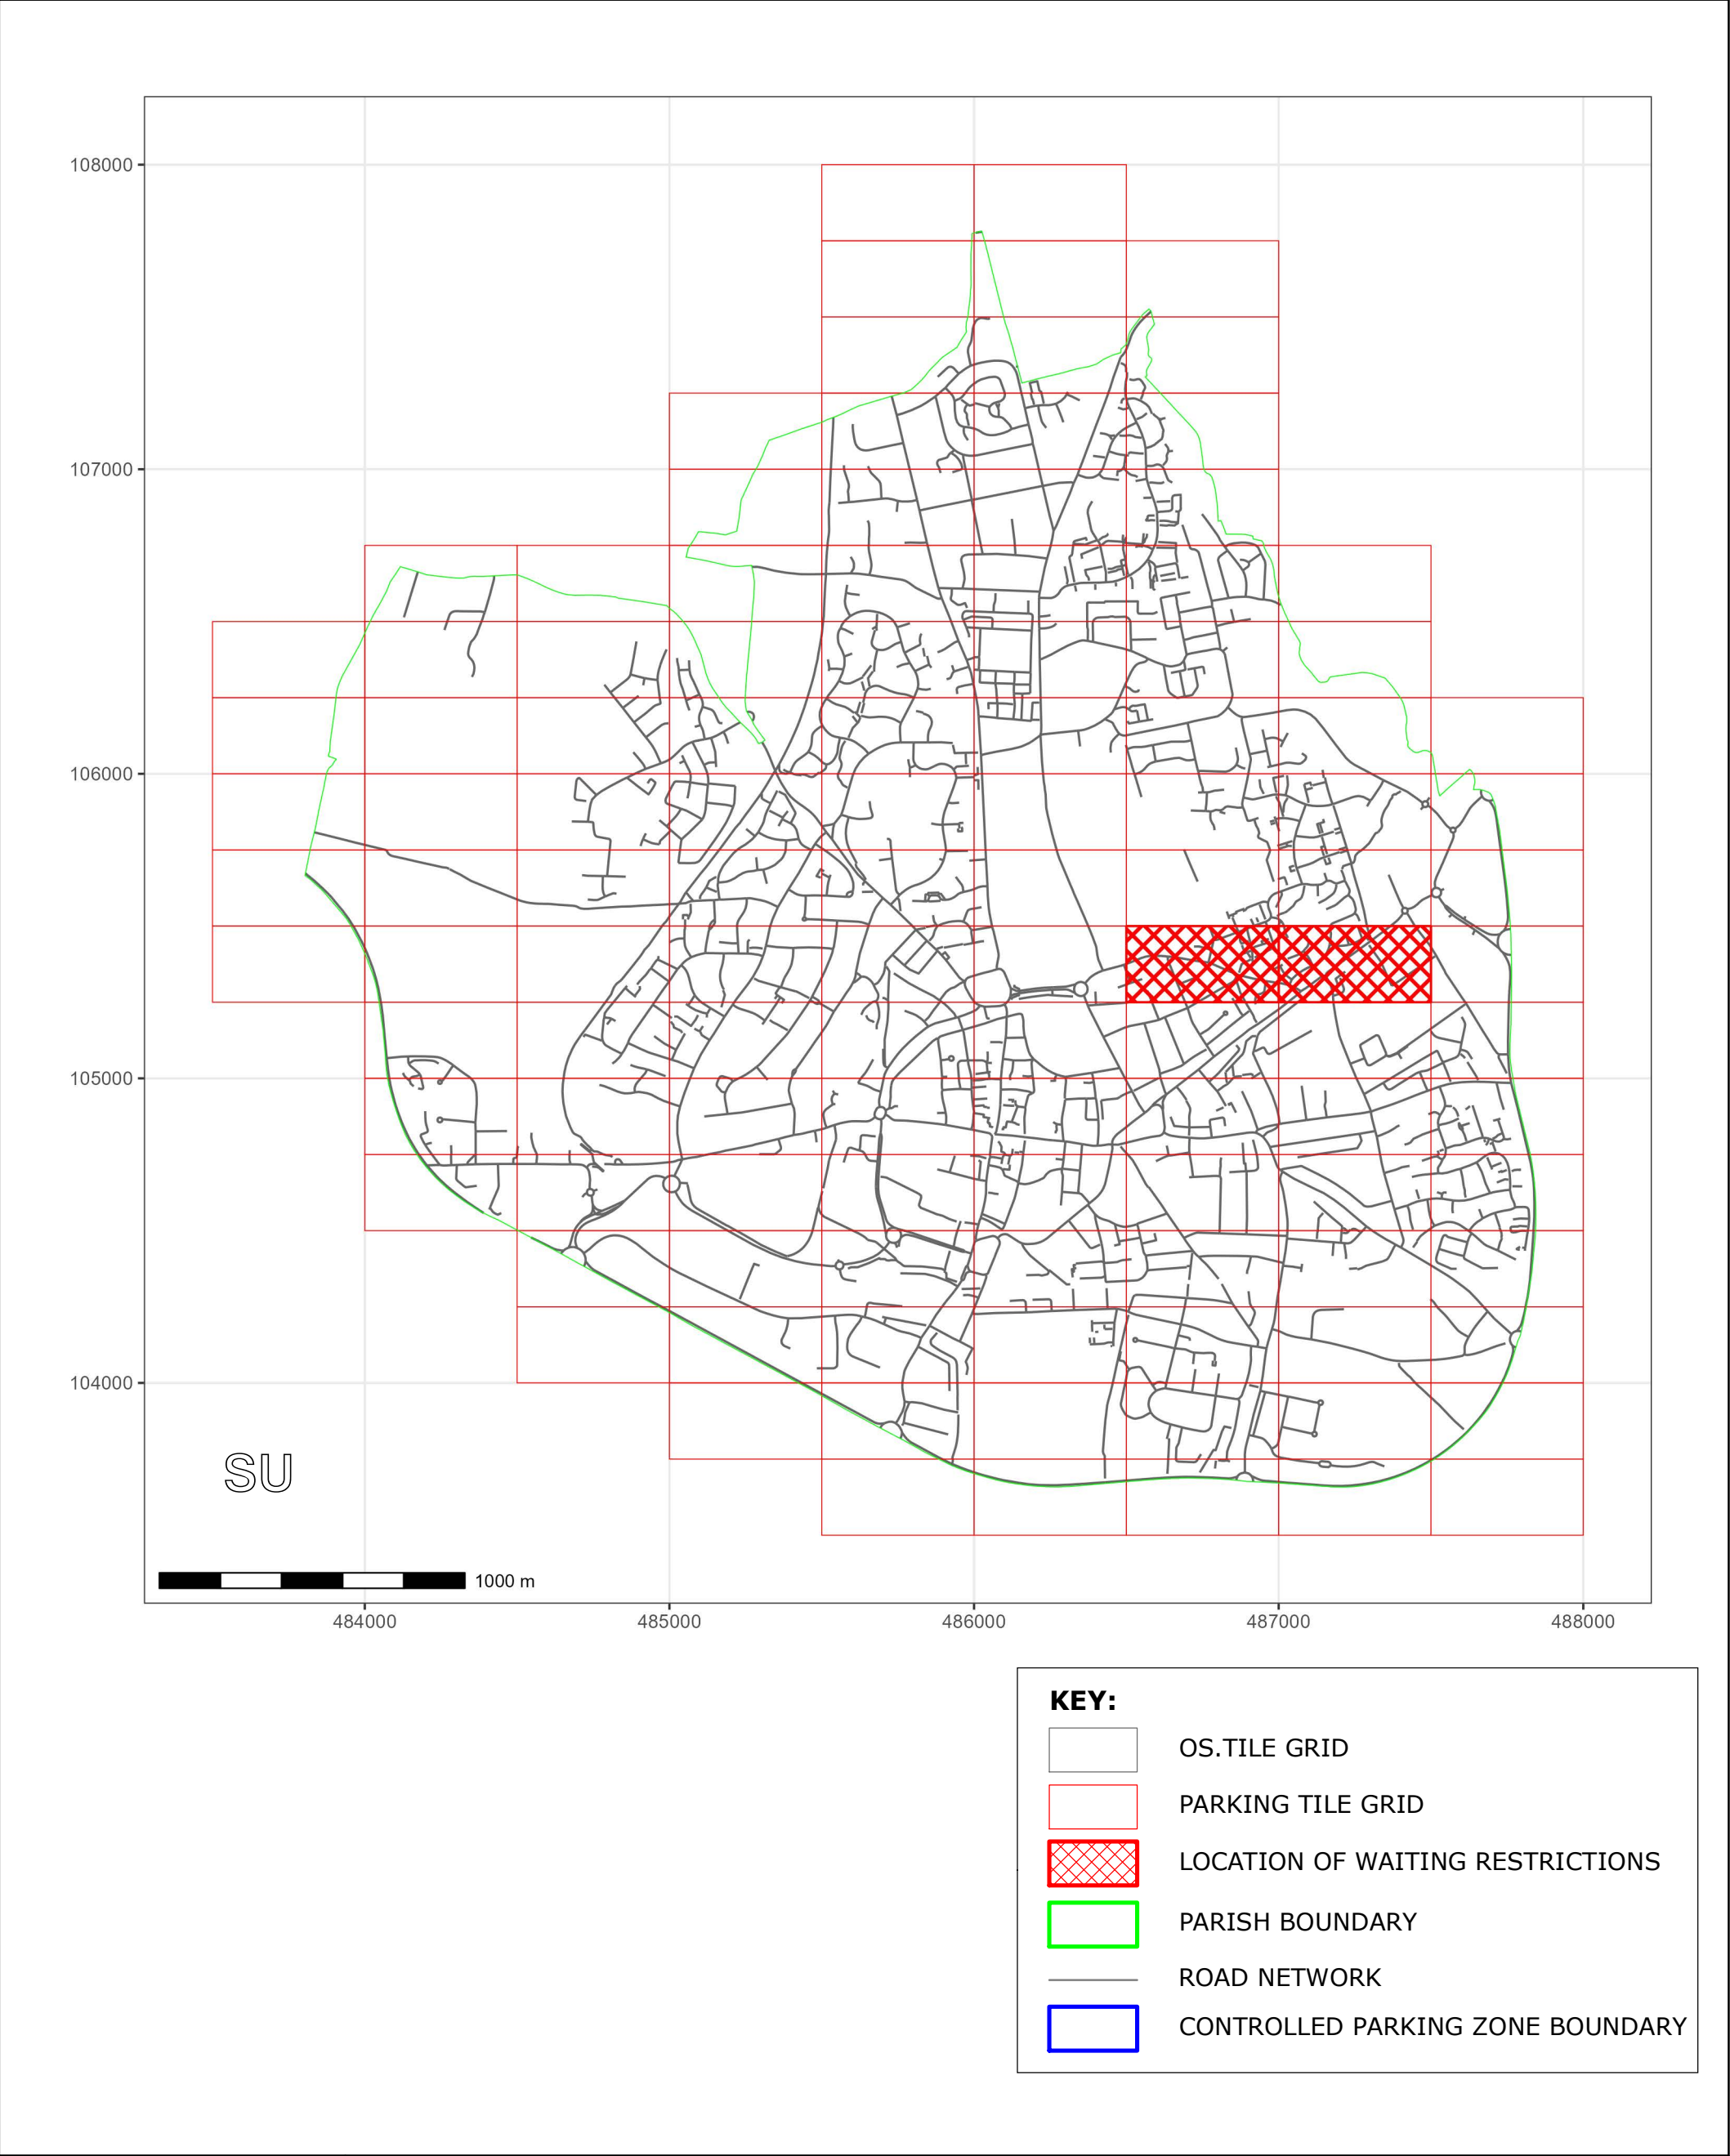 108000
107000
106000
105000
104000
SU
1000 m
484000 485000 486000 487000 488000
KEY:
OS.TILE GRID
PARKING TILE GRID
LOCATION OF WAITING RESTRICTIONS
PARISH BOUNDARY
ROAD NETWORK
CONTROLLED PARKING ZONE BOUNDARY